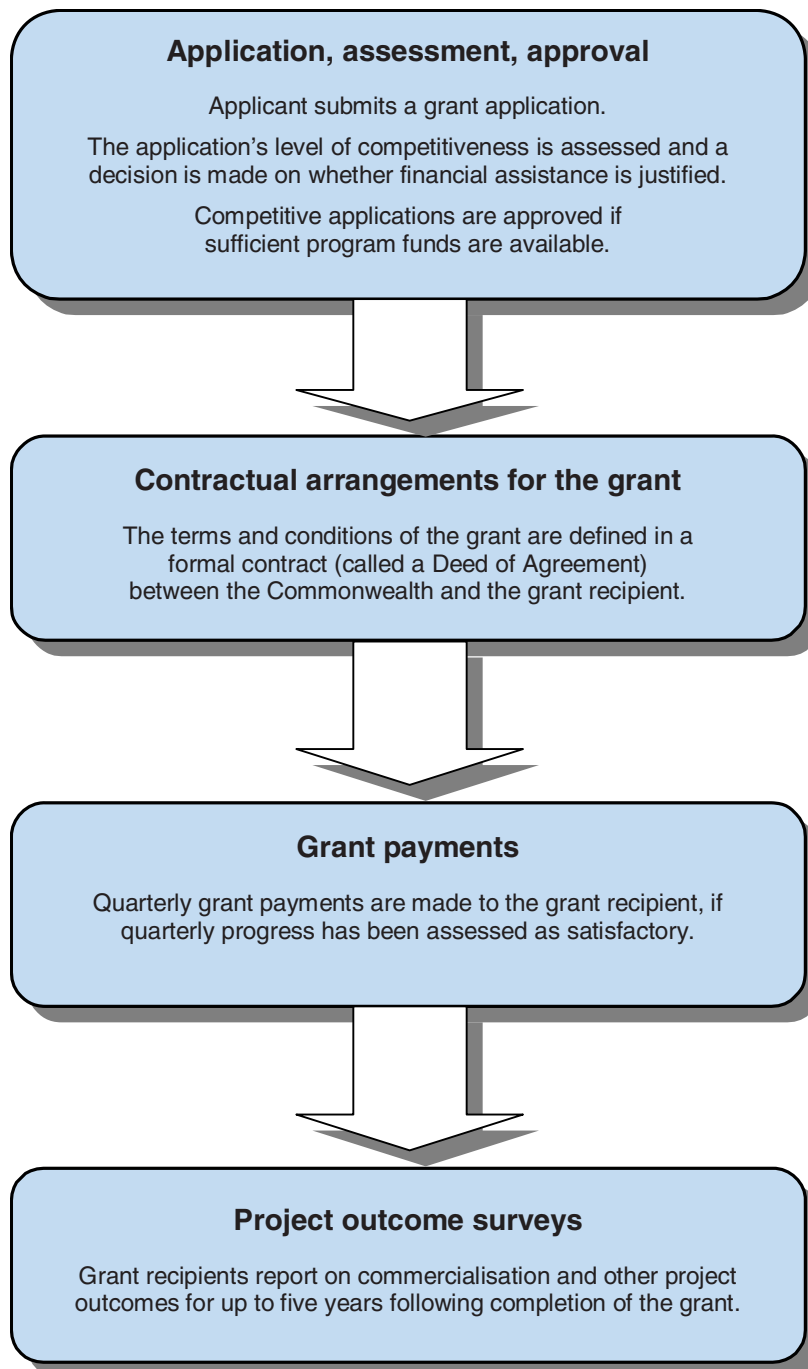 Application, assessment, approval
Applicant submits a grant application.
The application's level of competitiveness is assessed and a
decision is made on whether financial assistance is justified.
Competitive applications are approved if
sufficient program funds are available.
Contractual arrangements for the grant
The terms and conditions of the grant are defined in a
formal contract (called a Deed of Agreement)
between the Commonwealth and the grant recipient.
Grant payments
Quarterly grant payments are made to the grant recipient, if
quarterly progress has been assessed as satisfactory.
Project outcome surveys
Grant recipients report on commercialisation and other project
outcomes for up to five years following completion of the grant.